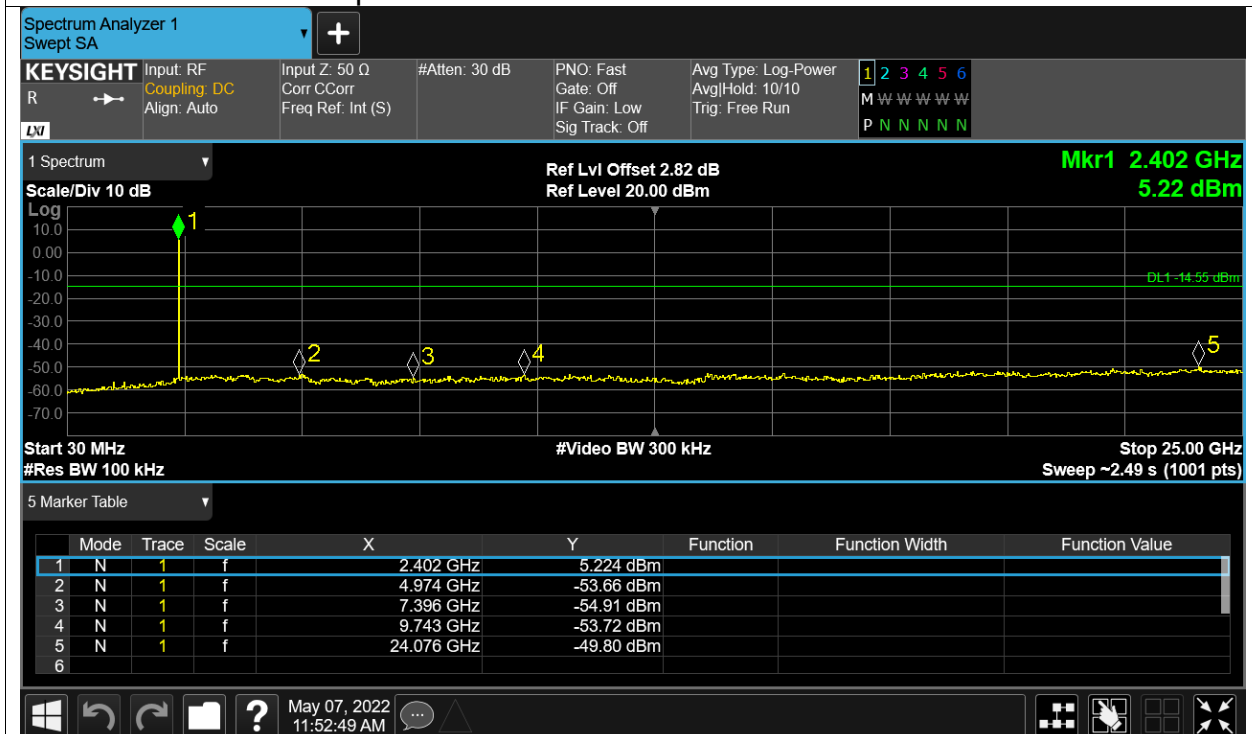 Spectrum Analyzer 1
Swept SA
KEYSIGHT
R
LXI
Input: RF
Coupling: DC
Align: Auto
Input Z: 50 Ω
Corr CCorr
Freq Ref: Int (S)
#Atten: 30 dB
PNO: Fast
Gate: Off
IF Gain: Low
Sig Track: Off
Avg Type: Log-Power
Avg|Hold: 10/10
Trig: Free Run
1 2 3 4 5 6
M W W W W W
P N N N N N
1 Spectrum
Scale/Div 10 dB
Ref Lvl Offset 2.82 dB
Ref Level 20.00 dBm
Mkr1 2.402 GHz
5.22 dBm
Log
10.0
0.00
-10.0
-20.0
-30.0
-40.0
-50.0
-60.0
-70.0
1
2
3
4
5
DL1 -14.55 dBm
Start 30 MHz
#Res BW 100 kHz
#Video BW 300 kHz
Stop 25.00 GHz
Sweep ~2.49 s (1001 pts)
5 Marker Table
Mode Trace Scale X Y Function Function Width Function Value
1 N 1 f 2.402 GHz 5.224 dBm
2 N 1 f 4.974 GHz -53.66 dBm
3 N 1 f 7.396 GHz -54.91 dBm
4 N 1 f 9.743 GHz -53.72 dBm
5 N 1 f 24.076 GHz -49.80 dBm
6
?
May 07, 2022
11:52:49 AM